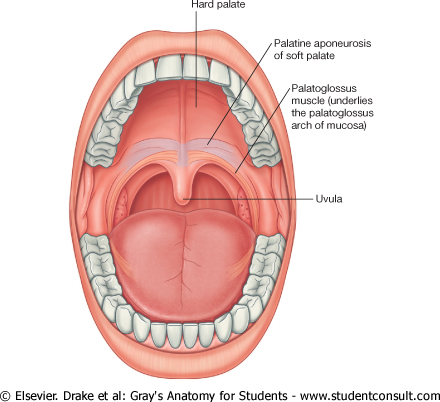 Hard palate
Palatine aponeurosis
of soft palate
Palatoglossus
muscle (underlies
the palatoglossus
arch of mucosa)
Uvula
© Elsevier. Drake et al: Gray's Anatomy for Students - www.studentconsult.com